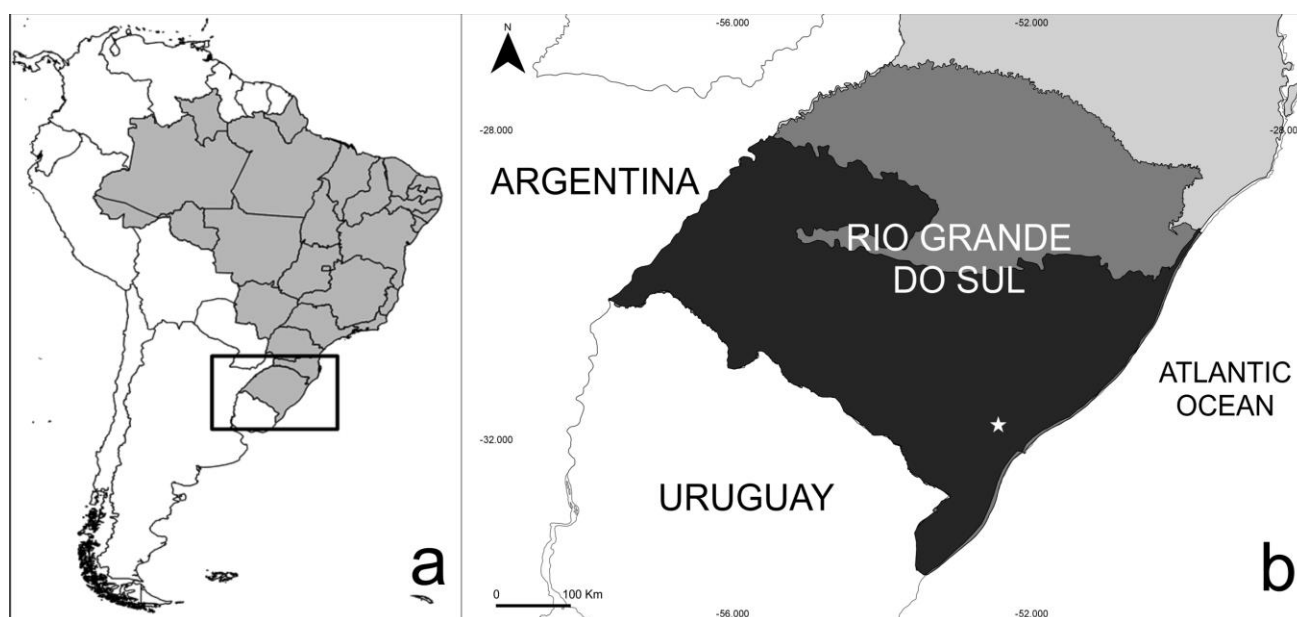 a
N
-56.000
-52.000
-28.000
-28.000
ARGENTINA
RIO GRANDE
DO SUL
ATLANTIC
OCEAN
-32.000
URUGUAY
0 100 Km
-56.000
-52.000
b